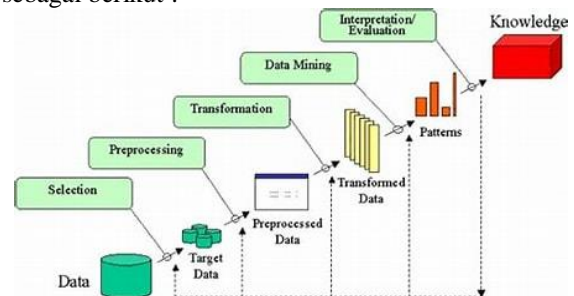 sebagai berikut :
Interpretation/
Evaluation
Knowledge
Data Mining
Transformation
Patterns
Preprocessing
Transformed
Data
Selection
Preprocessed
Data
Target
Data
Data